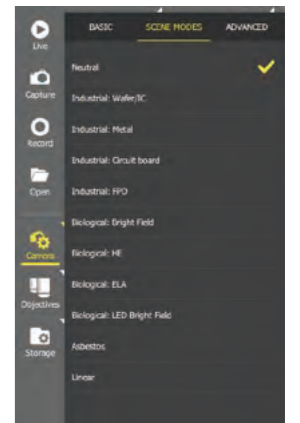 BASIC SCENE MODES ADVANCED
Live
Neutral
Capture
Industrial: Wafer/IC
Record
Industrial: Metal
Industrial: Circuit board
Open
Industrial: FPD
Biological: Bright Field
Camera
Biological: HE
Objectives
Biological: ELA
Biological: LED Bright Field
Storage
Asbestos
Linear